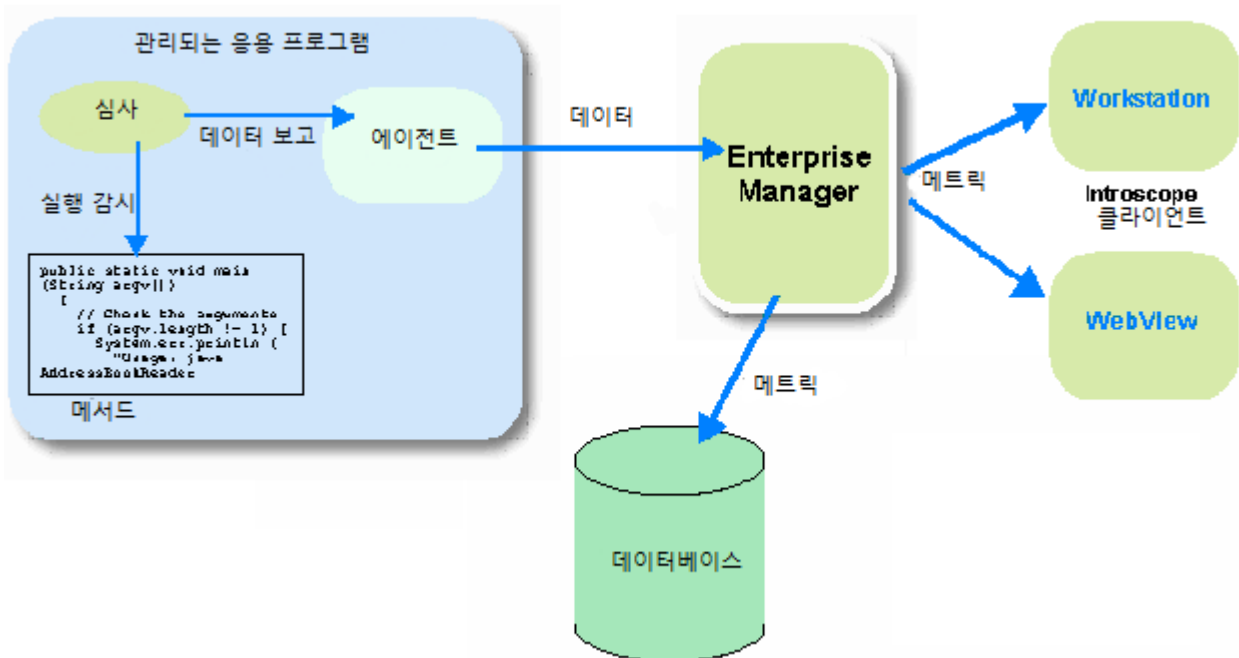 관리되는 응용 프로그램
심사
데이터 보고
에이전트
실행 감시
public static void main
(String argv[])
{
// Check the arguments
if (argv.length != 1) {
System.err.println (
"Usage: java
AddressBookReader
메서드
데이터
Enterprise
Manager
메트릭
Workstation
Introscope
클라이언트
WebView
메트릭
데이터베이스